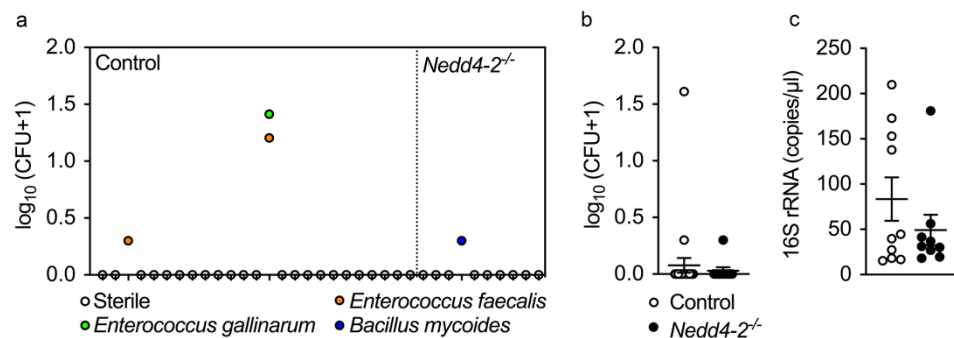 a
log10 (CFU+1)
2.0
1.5
1.0
0.5
0.0
Control
Nedd4-2-/-
Sterile
Enterococcus faecalis
Enterococcus gallinarum
Bacillus mycoides
b
log10 (CFU+1)
2.0
1.5
1.0
0.5
0.0
c
16S rRNA (copies/µl)
250
200
150
100
50
0
Control
Nedd4-2-/-